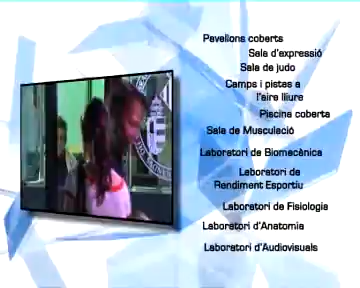 Pavellons coberts
Sala d'expressió
Sala de judo
Camps i pistes a
l'aire lliure
Piscina coberta
Sala de Musculació
Laboratori de Biomecànica
Laboratori de
Rendiment Esportiu
Laboratori de Fisiologia
Laboratori d'Anatomia
Laboratori d'Audiovisuals